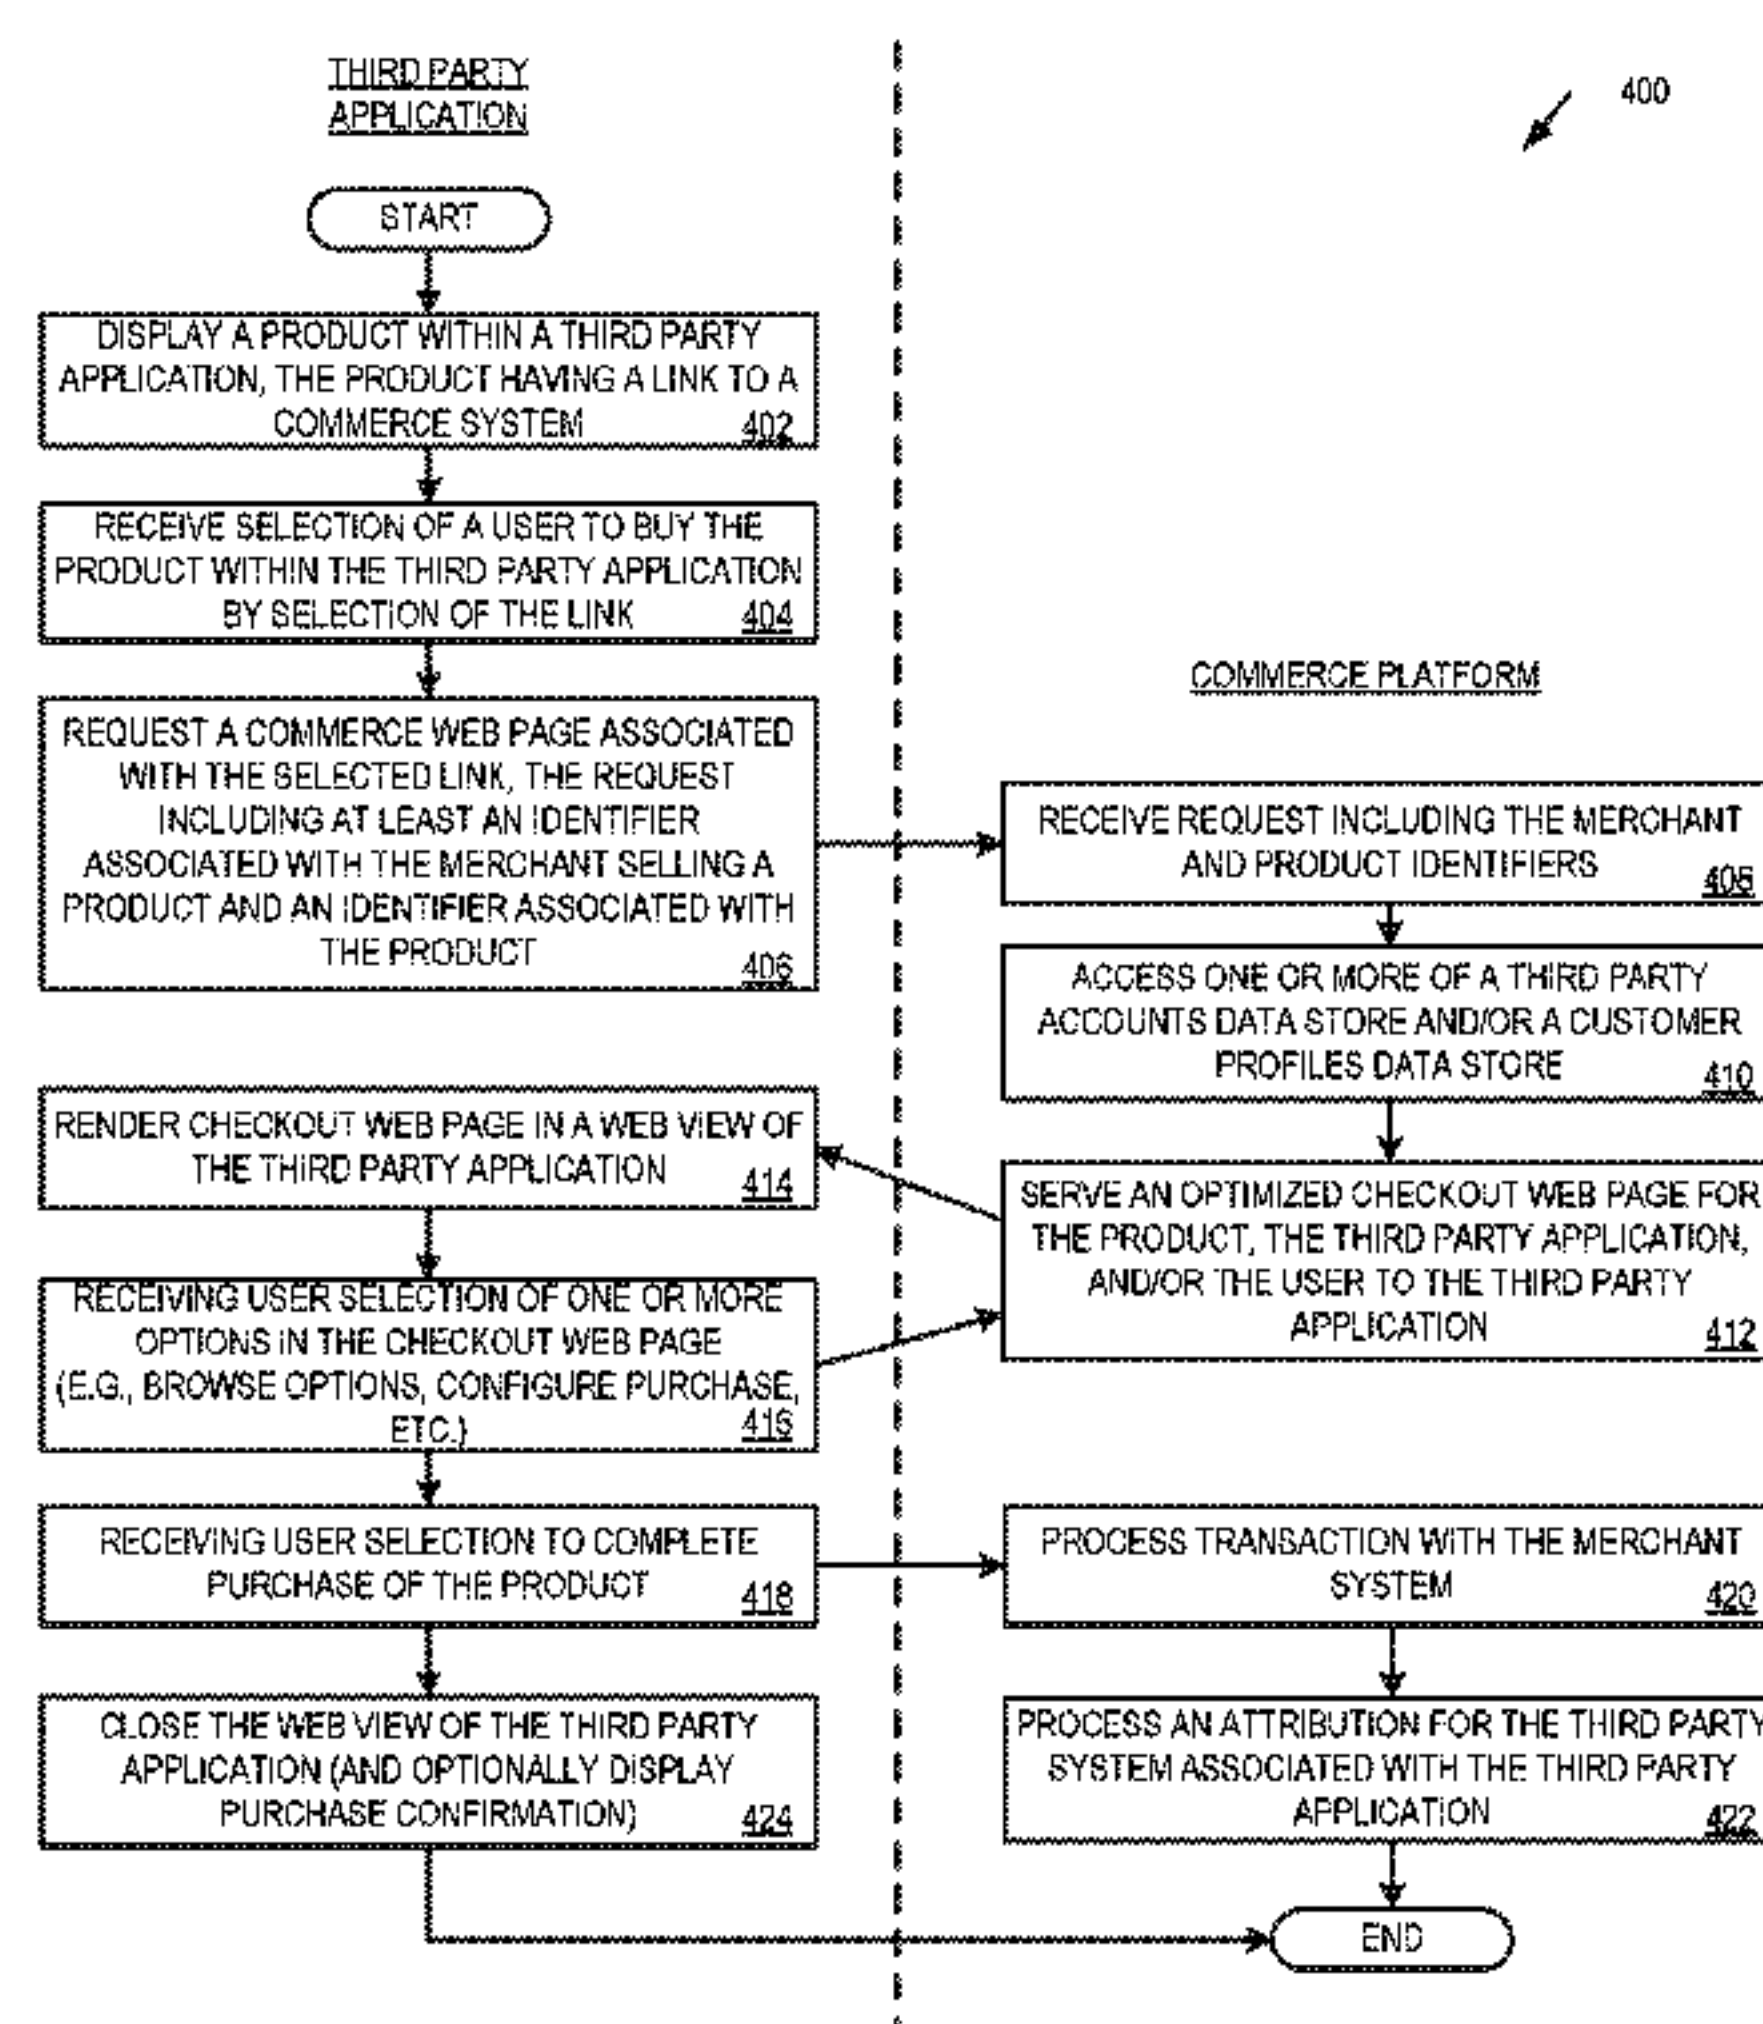 THIRD PARTY
APPLICATION
400
START
DISPLAY A PRODUCT WITHIN A THIRD PARTY
APPLICATION, THE PRODUCT HAVING A LINK TO A
COMMERCE SYSTEM 402
RECEIVE SELECTION OF A USER TO BUY THE
PRODUCT WITHIN THE THIRD PARTY APPLICATION
BY SELECTION OF THE LINK 404
REQUEST A COMMERCE WEB PAGE ASSOCIATED
WITH THE SELECTED LINK, THE REQUEST
INCLUDING AT LEAST AN IDENTIFIER
ASSOCIATED WITH THE MERCHANT SELLING A
PRODUCT AND AN IDENTIFIER ASSOCIATED WITH
THE PRODUCT 406
COMMERCE PLATFORM
RECEIVE REQUEST INCLUDING THE MERCHANT
AND PRODUCT IDENTIFIERS
ACCESS ONE OR MORE OF A THIRD PARTY
ACCOUNTS DATA STORE AND/OR A CUSTOMER
PROFILES DATA STORE 410
SERVE AN OPTIMIZED CHECKOUT WEB PAGE FOR
THE PRODUCT, THE THIRD PARTY APPLICATION,
AND/OR THE USER TO THE THIRD PARTY
APPLICATION 412
RENDER CHECKOUT WEB PAGE IN A WEB VIEW OF
THE THIRD PARTY APPLICATION 414
RECEIVING USER SELECTION OF ONE OR MORE
OPTIONS IN THE CHECKOUT WEB PAGE
(E.G., BROWSE OPTIONS, CONFIGURE PURCHASE,
ETC.) 416
RECEIVING USER SELECTION TO COMPLETE
PURCHASE OF THE PRODUCT 418
PROCESS TRANSACTION WITH THE MERCHANT
SYSTEM 420
CLOSE THE WEB VIEW OF THE THIRD PARTY
APPLICATION (AND OPTIONALLY DISPLAY
PURCHASE CONFIRMATION) 424
PROCESS AN ATTRIBUTION FOR THE THIRD PARTY
SYSTEM ASSOCIATED WITH THE THIRD PARTY
APPLICATION 422
END